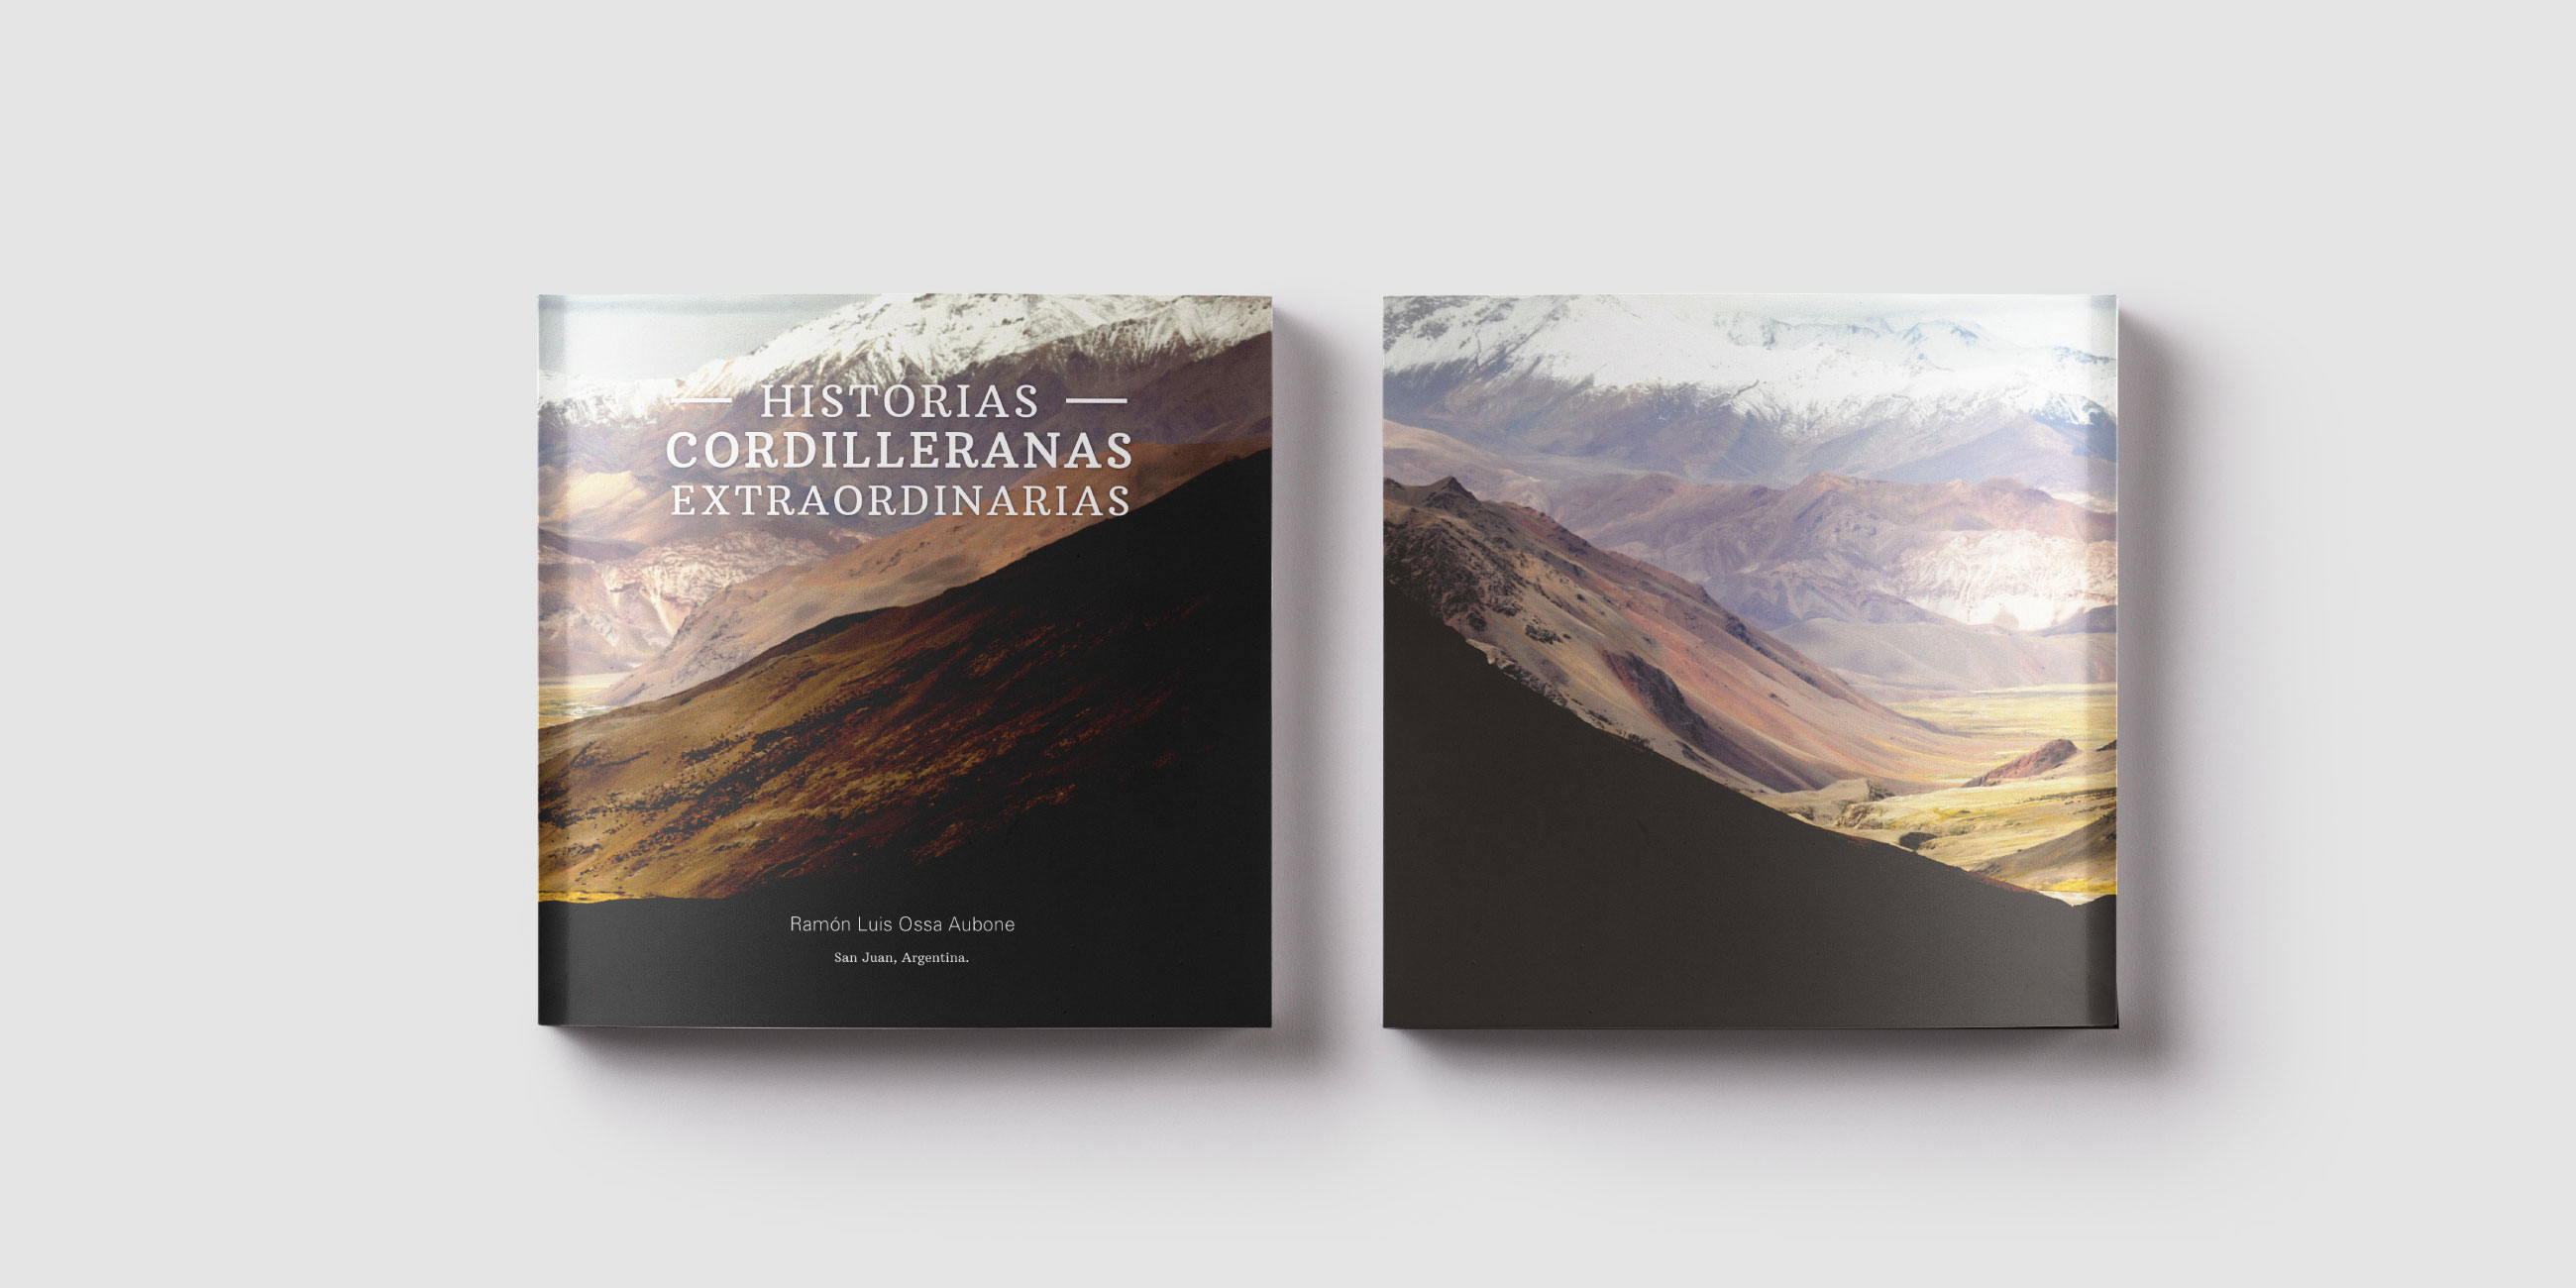 HISTORIAS
CORDILLERANAS
EXTRAORDINARIAS
Ramón Luis Ossa Aubone
San Juan, Argentina.